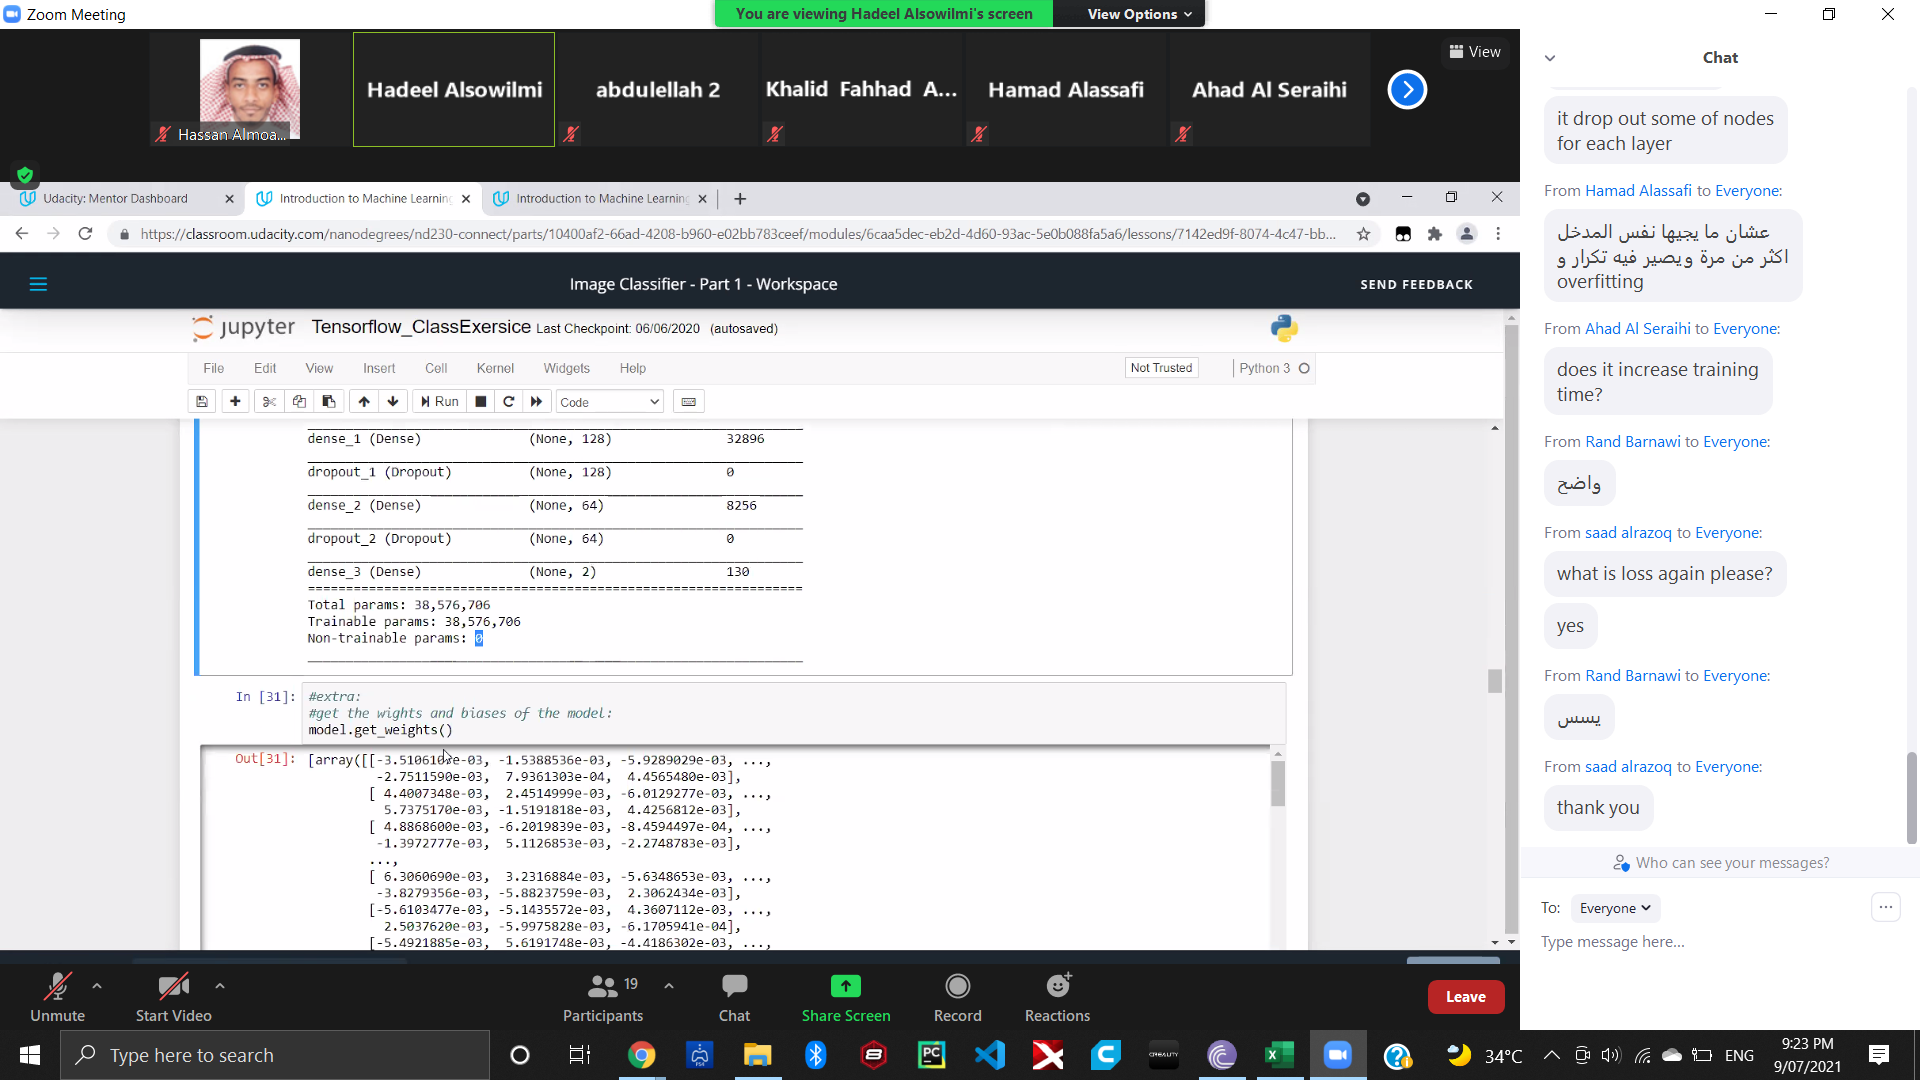 Zoom Meeting
You are viewing Hadeel Alsowilmi's screen
View Options
View
Hassan Almoa...
Hadeel Alsowilmi
abdulellah 2
Khalid Fahhad A...
Hamad Alassafi
Ahad Al Seraihi
Udacity: Mentor Dashboard
Introduction to Machine Learning
Introduction to Machine Learning
https://classroom.udacity.com/nanodegrees/nd230-connect/parts/10400af2-66ad-4208-b960-e02bb783ceef/modules/6caa5dec-eb2d-4d60-93ac-5e0b088fa5a6/lessons/7142ed9f-8074-4c47-bb...
Image Classifier - Part 1 - Workspace
SEND FEEDBACK
jupyter Tensorflow_ClassExersice Last Checkpoint: 06/06/2020 (autosaved)
File Edit View Insert Cell Kernel Widgets Help
Not Trusted
Python 3
Run
Code
dense_1 (Dense) (None, 128) 32896
dropout_1 (Dropout) (None, 128) 0
dense_2 (Dense) (None, 64) 8256
dropout_2 (Dropout) (None, 64) 0
dense_3 (Dense) (None, 2) 130
Total params: 38,576,706
Trainable params: 38,576,706
Non-trainable params: 0
In [31]: #extra:
#get the wights and biases of the model:
model.get_weights()
Out[31]: [array([[-3.5106107e-03, -1.5388536e-03, -5.9289029e-03, ...,
-2.7511590e-03, 7.9361303e-04, 4.4565480e-03],
[ 4.4007348e-03, 2.4514999e-03, -6.0129277e-03, ...,
5.7375170e-03, -1.5191818e-03, 4.4256812e-03],
[ 4.8868600e-03, -6.2019839e-03, -8.4594497e-04, ...,
-1.3972777e-03, 5.1126853e-03, -2.2748783e-03],
...,
[ 6.3060690e-03, 3.2316884e-03, -5.6348653e-03, ...,
-3.8279356e-03, -5.8823759e-03, 2.3062434e-03],
[-5.6103477e-03, -5.1435572e-03, 4.3607112e-03, ...,
2.5037620e-03, -5.9975828e-03, -6.1705941e-04],
[-5.4921885e-03, 5.6191748e-03, -4.4186302e-03, ...,
Chat
it drop out some of nodes
for each layer
From Hamad Alassafi to Everyone:
عشان ما يجيها نفس المدخل
اكثر من مرة ويصير فيه تكرار و
overfitting
From Ahad Al Seraihi to Everyone:
does it increase training
time?
From Rand Barnawi to Everyone:
واضح
From saad alrazoq to Everyone:
what is loss again please?
yes
From Rand Barnawi to Everyone:
يسس
From saad alrazoq to Everyone:
thank you
Who can see your messages?
To: Everyone
Type message here...
Unmute
Start Video
19
Participants
Chat
Share Screen
Record
Reactions
Leave
Type here to search
34°C
ENG
9:23 PM
9/07/2021